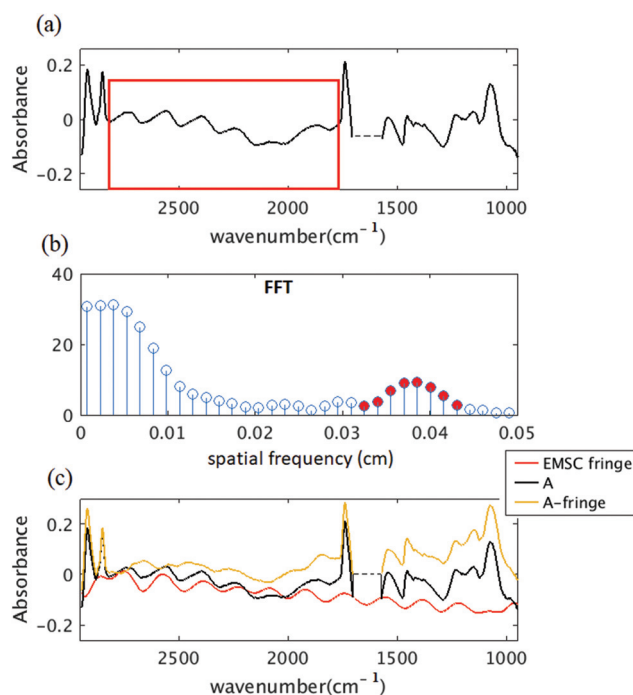 (a)
0.2
0
-0.2
Absorbance
2500 2000 1500 1000
wavenumber(cm⁻¹)
(b)
FFT
40
20
0
0 0.01 0.02 0.03 0.04 0.05
spatial frequency (cm)
EMSC fringe
A
A-fringe
(c)
0.2
0
-0.2
Absorbance
2500 2000 1500 1000
wavenumber(cm⁻¹)